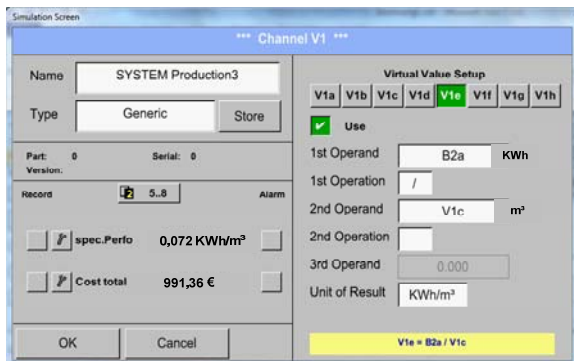 Simulation Screen
*** Channel V1 ***
Name SYSTEM Production3
Type Generic Store
Part: 0 Serial: 0
Version:
Record 2 5..8 Alarm
spec.Perfo 0,072 KWh/m³
Cost total 991,36 €
OK Cancel
Virtual Value Setup
V1a V1b V1c V1d V1e V1f V1g V1h
Use
1st Operand B2a KWh
1st Operation /
2nd Operand V1c m³
2nd Operation
3rd Operand 0.000
Unit of Result KWh/m³
V1e = B2a / V1c